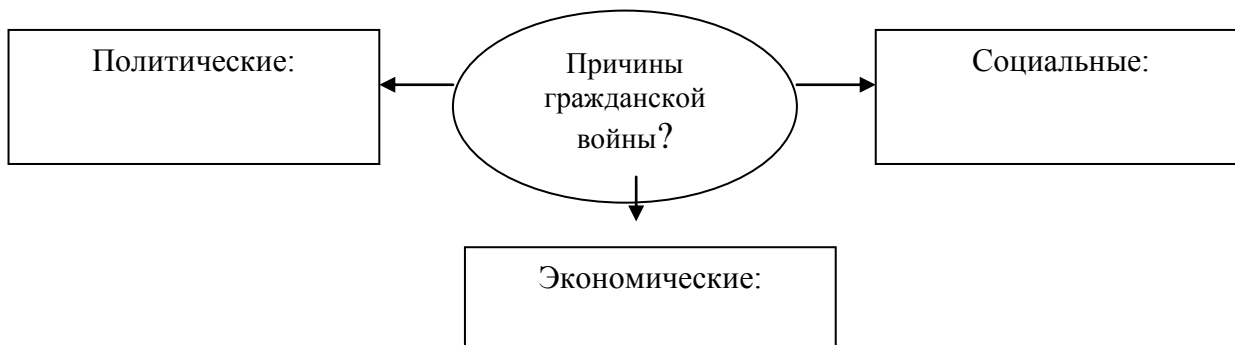 Политические:
Причины
гражданской
войны?
Социальные:
Экономические: